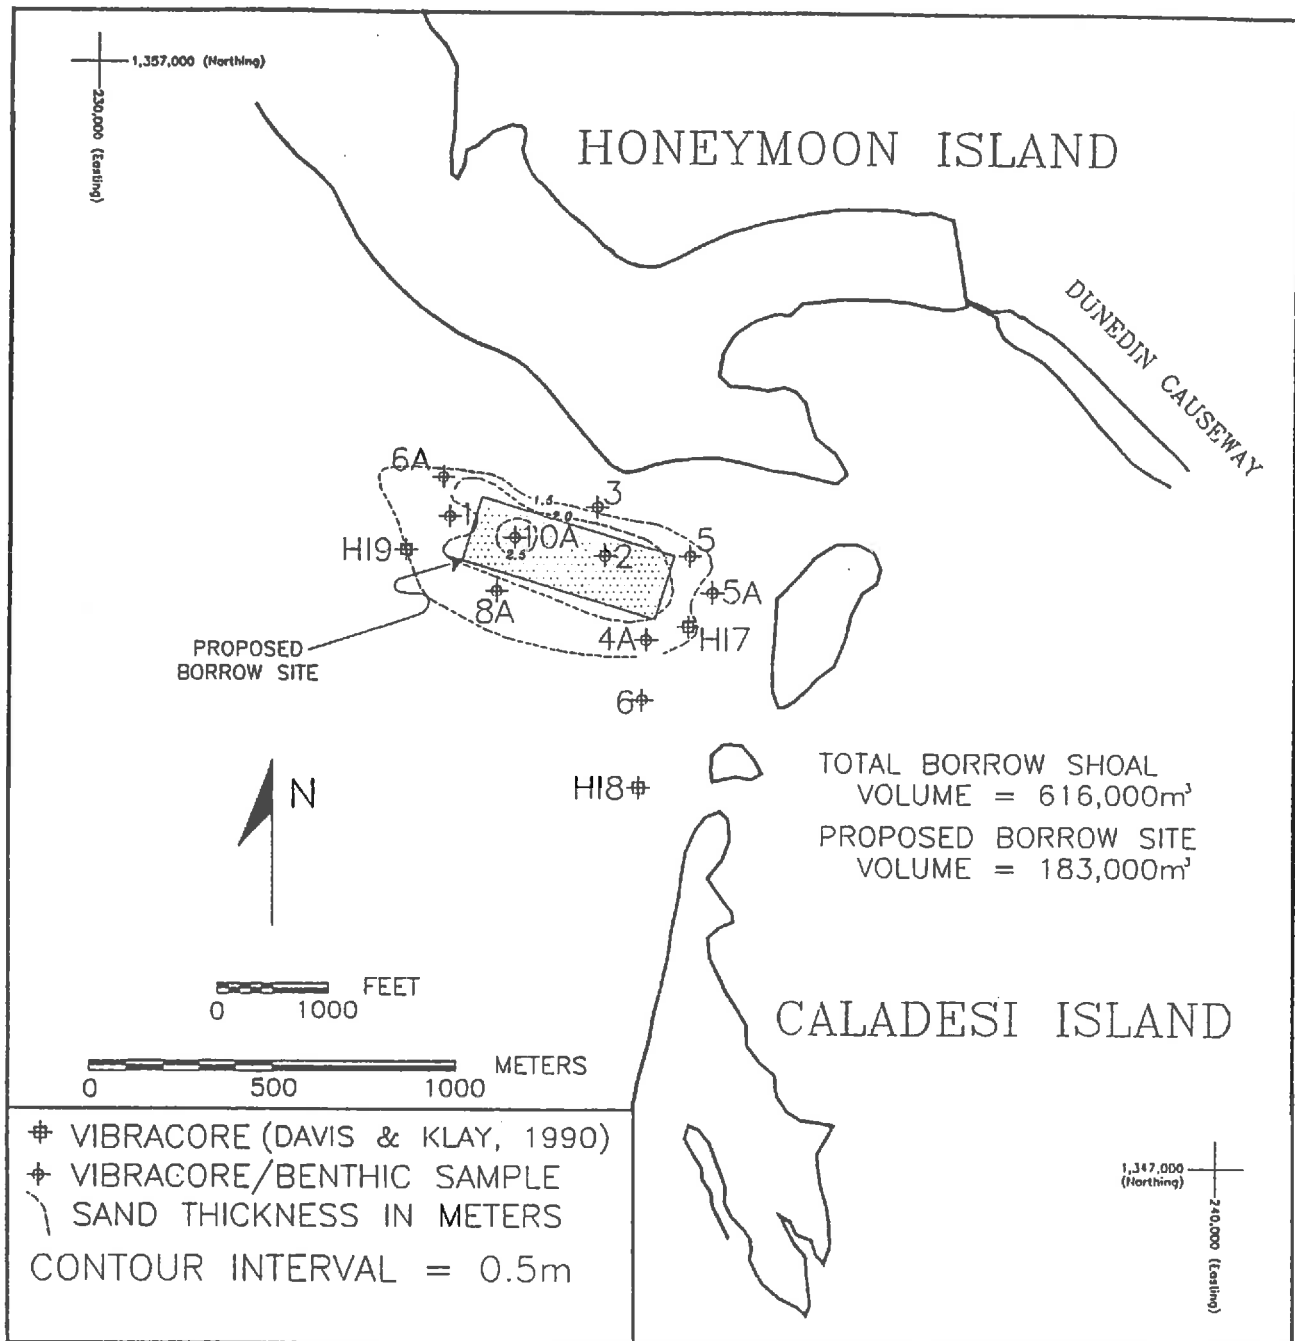 1,357,000 (Northing)
230,000 (Easting)
HONEYMOON ISLAND
DUNEDIN CAUSEWAY
6A
3
1.5
2.0
1
10A
HI9
2.5
2
5
8A
5A
4A
HI7
PROPOSED
BORROW SITE
6
N
HI8
TOTAL BORROW SHOAL
VOLUME = 616,000m³
PROPOSED BORROW SITE
VOLUME = 183,000m³
FEET
0 1000
CALADESI ISLAND
METERS
0 500 1000
VIBRACORE (DAVIS & KLAY, 1990)
VIBRACORE/BENTHIC SAMPLE
SAND THICKNESS IN METERS
CONTOUR INTERVAL = 0.5m
1,347,000
(Northing)
240,000 (Easting)